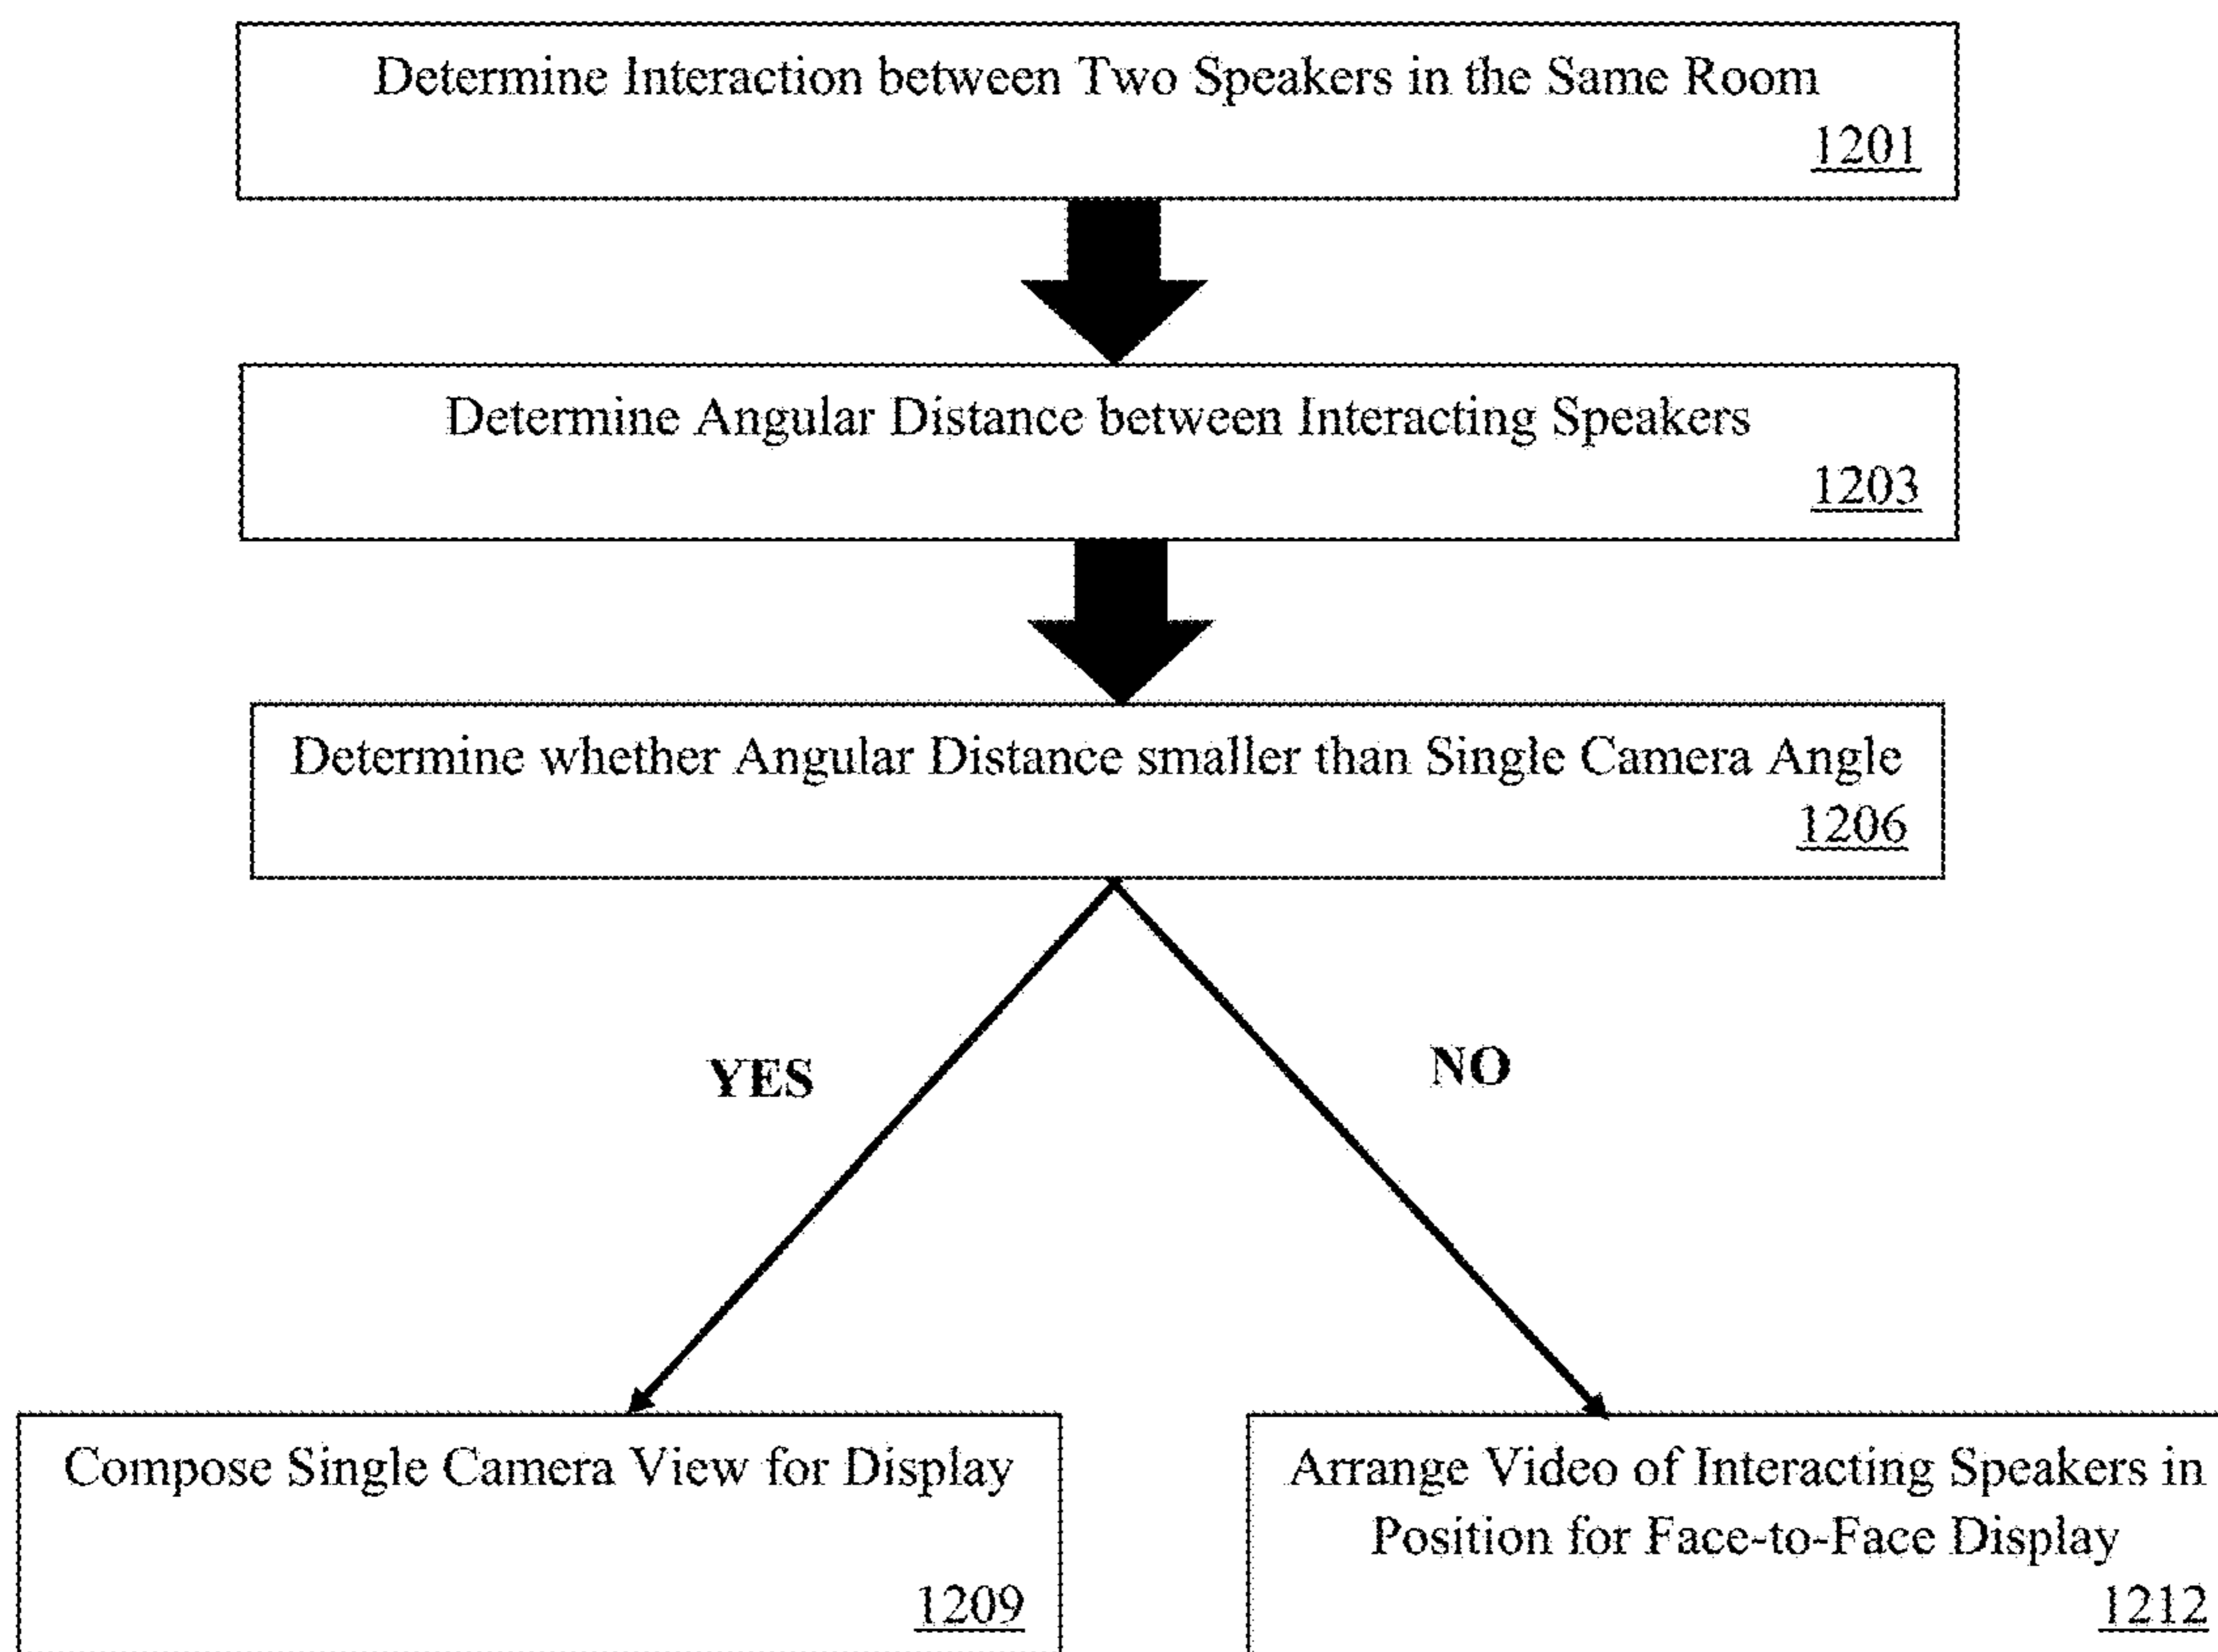 Determine Interaction between Two Speakers in the Same Room
1201
Determine Angular Distance between Interacting Speakers
1203
Determine whether Angular Distance smaller than Single Camera Angle
1206
YES
NO
Compose Single Camera View for Display
1209
Arrange Video of Interacting Speakers in
Position for Face-to-Face Display
1212